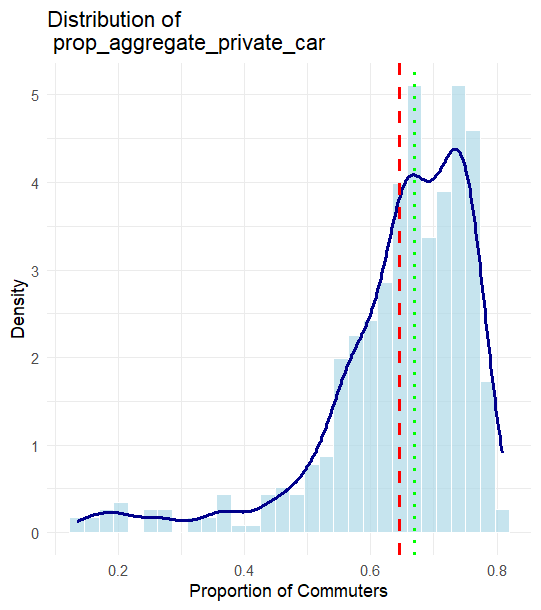 Distribution of
prop_aggregate_private_car
Density
5
4
3
2
1
0
0.2 0.4 0.6 0.8
Proportion of Commuters